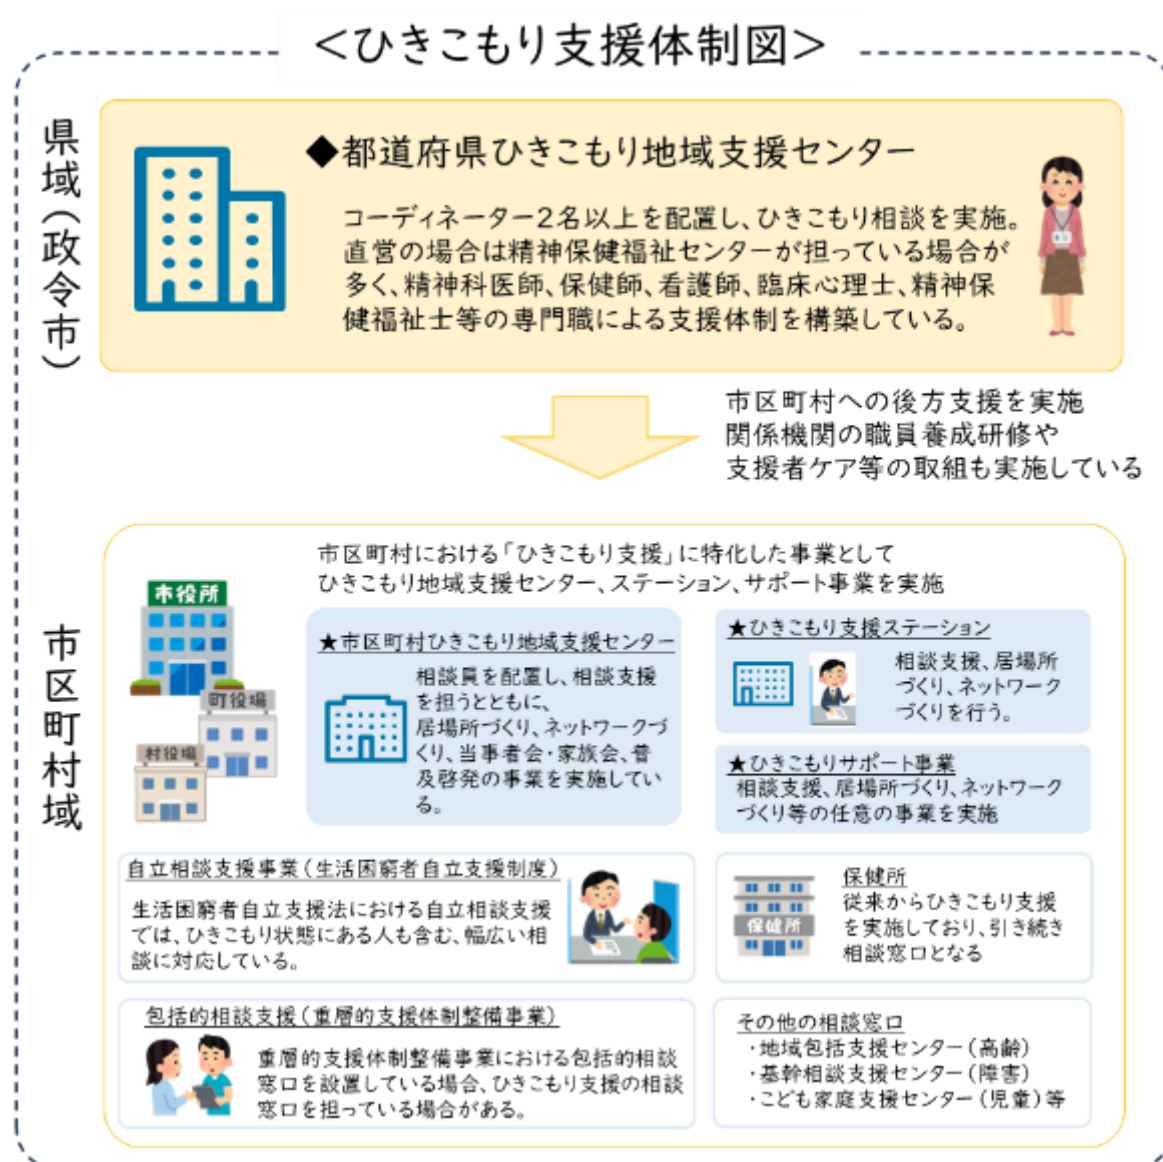 <ひきこもり支援体制図>
県域(政令市)
◆都道府県ひきこもり地域支援センター
コーディネーター2名以上を配置し、ひきこもり相談を実施。
直営の場合は精神保健福祉センターが担っている場合が
多く、精神科医師、保健師、看護師、臨床心理士、精神保
健福祉士等の専門職による支援体制を構築している。
市区町村への後方支援を実施
関係機関の職員養成研修や
支援者ケア等の取組も実施している
市区町村域
市区町村における「ひきこもり支援」に特化した事業として
ひきこもり地域支援センター、ステーション、サポート事業を実施
市役所
町役場
村役場
★市区町村ひきこもり地域支援センター
相談員を配置し、相談支援
を担うとともに、
居場所づくり、ネットワークづ
くり、当事者会・家族会、普
及啓発の事業を実施してい
る。
★ひきこもり支援ステーション
相談支援、居場所
づくり、ネットワーク
づくりを行う。
★ひきこもりサポート事業
相談支援、居場所づくり、ネットワーク
づくり等の任意の事業を実施
自立相談支援事業(生活困窮者自立支援制度)
生活困窮者自立支援法における自立相談支援
では、ひきこもり状態にある人も含む、幅広い相
談に対応している。
保健所
保健所
従来からひきこもり支援
を実施しており、引き続き
相談窓口となる
包括的相談支援(重層的支援体制整備事業)
重層的支援体制整備事業における包括的相談
窓口を設置している場合、ひきこもり支援の相談
窓口を担っている場合がある。
その他の相談窓口
・地域包括支援センター(高齢)
・基幹相談支援センター(障害)
・こども家庭支援センター(児童)等